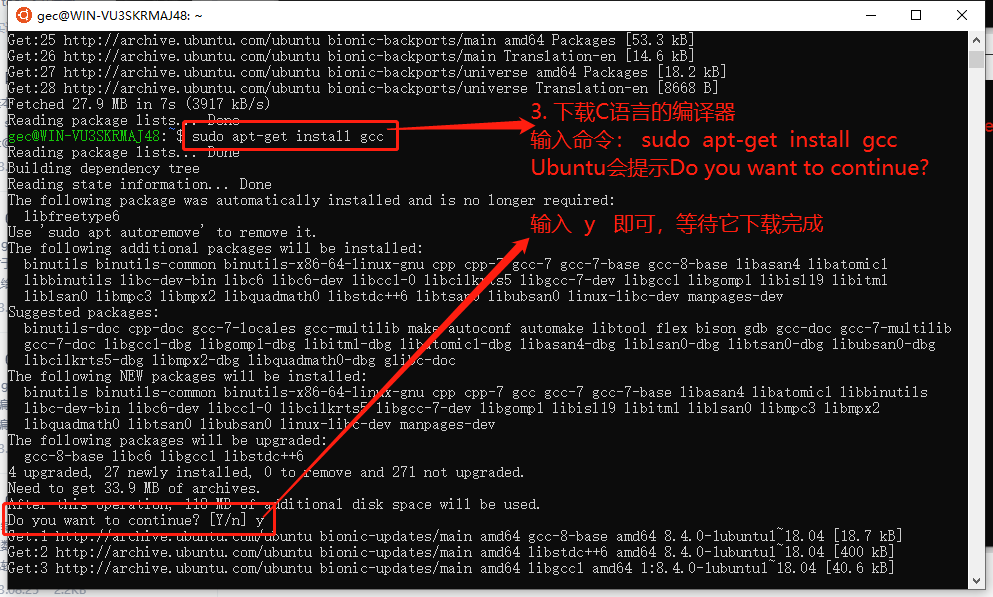 gec@WIN-VU3SKRMAJ48: ~
Get:25 http://archive.ubuntu.com/ubuntu bionic-backports/main amd64 Packages [53.3 kB]
Get:26 http://archive.ubuntu.com/ubuntu bionic-backports/main Translation-en [14.6 kB]
Get:27 http://archive.ubuntu.com/ubuntu bionic-backports/universe amd64 Packages [18.2 kB]
Get:28 http://archive.ubuntu.com/ubuntu bionic-backports/universe Translation-en [8668 B]
Fetched 27.9 MB in 7s (3917 kB/s)
Reading package lists... Done
gec@WIN-VU3SKRMAJ48:~$ sudo apt-get install gcc
3. 下载C语言的编译器
输入命令： sudo apt-get install gcc
Ubuntu会提示Do you want to continue?
输入 y 即可，等待它下载完成
Reading package lists... Done
Building dependency tree
Reading state information... Done
The following package was automatically installed and is no longer required:
libfreetype6
Use 'sudo apt autoremove' to remove it.
The following additional packages will be installed:
binutils binutils-common binutils-x86-64-linux-gnu cpp cpp-7 gcc-7 gcc-7-base gcc-8-base libasan4 libatomic1
libbinutils libc-dev-bin libc6 libc6-dev libcc1-0 libcilkrts5 libgcc-7-dev libgcc1 libgomp1 libisl19 libitm1
liblsan0 libmpc3 libmpx2 libquadmath0 libstdc++6 libtsan0 libubsan0 linux-libc-dev manpages-dev
Suggested packages:
binutils-doc cpp-doc gcc-7-locales gcc-multilib make autoconf automake libtool flex bison gdb gcc-doc gcc-7-multilib
gcc-7-doc libgcc1-dbg libgomp1-dbg libitm1-dbg libatomic1-dbg libasan4-dbg liblsan0-dbg libtsan0-dbg libubsan0-dbg
libcilkrts5-dbg libmpx2-dbg libquadmath0-dbg glibc-doc
The following NEW packages will be installed:
binutils binutils-common binutils-x86-64-linux-gnu cpp cpp-7 gcc gcc-7 gcc-7-base libasan4 libatomic1 libbinutils
libc-dev-bin libc6-dev libcc1-0 libcilkrts5 libgcc-7-dev libgomp1 libisl19 libitm1 liblsan0 libmpc3 libmpx2
libquadmath0 libtsan0 libubsan0 linux-libc-dev manpages-dev
The following packages will be upgraded:
gcc-8-base libc6 libgcc1 libstdc++6
4 upgraded, 27 newly installed, 0 to remove and 271 not upgraded.
Need to get 33.9 MB of archives.
After this operation, 118 MB of additional disk space will be used.
Do you want to continue? [Y/n] y
Get:1 http://archive.ubuntu.com/ubuntu bionic-updates/main amd64 gcc-8-base amd64 8.4.0-1ubuntu1~18.04 [18.7 kB]
Get:2 http://archive.ubuntu.com/ubuntu bionic-updates/main amd64 libstdc++6 amd64 8.4.0-1ubuntu1~18.04 [400 kB]
Get:3 http://archive.ubuntu.com/ubuntu bionic-updates/main amd64 libgcc1 amd64 1:8.4.0-1ubuntu1~18.04 [40.6 kB]